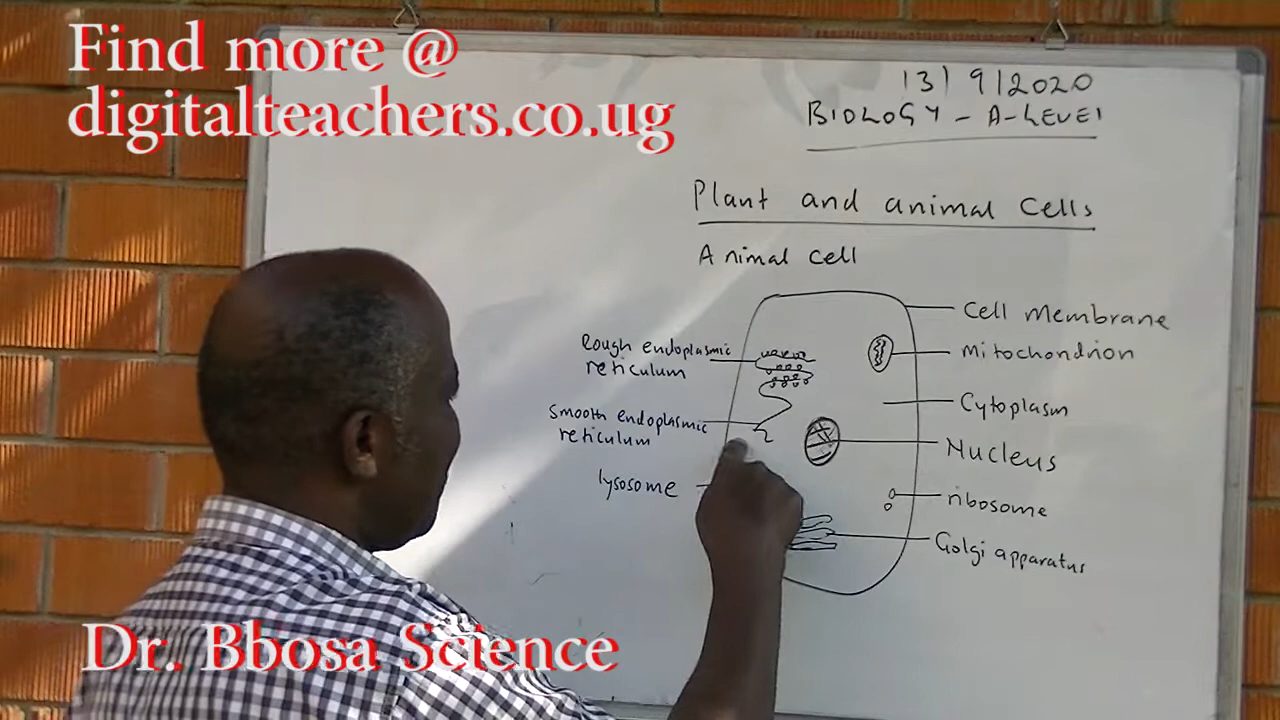 Find more @
digitalteachers.co.ug
13/9/2020
BIOLOGY - A-LEVEL
Plant and animal cells
Animal cell
Cell Membrane
Rough endoplasmic
reticulum
Mitochondrion
Cytoplasm
Smooth endoplasmic
reticulum
Nucleus
lysosome
ribosome
Golgi apparatus
Dr. Bbosa Science